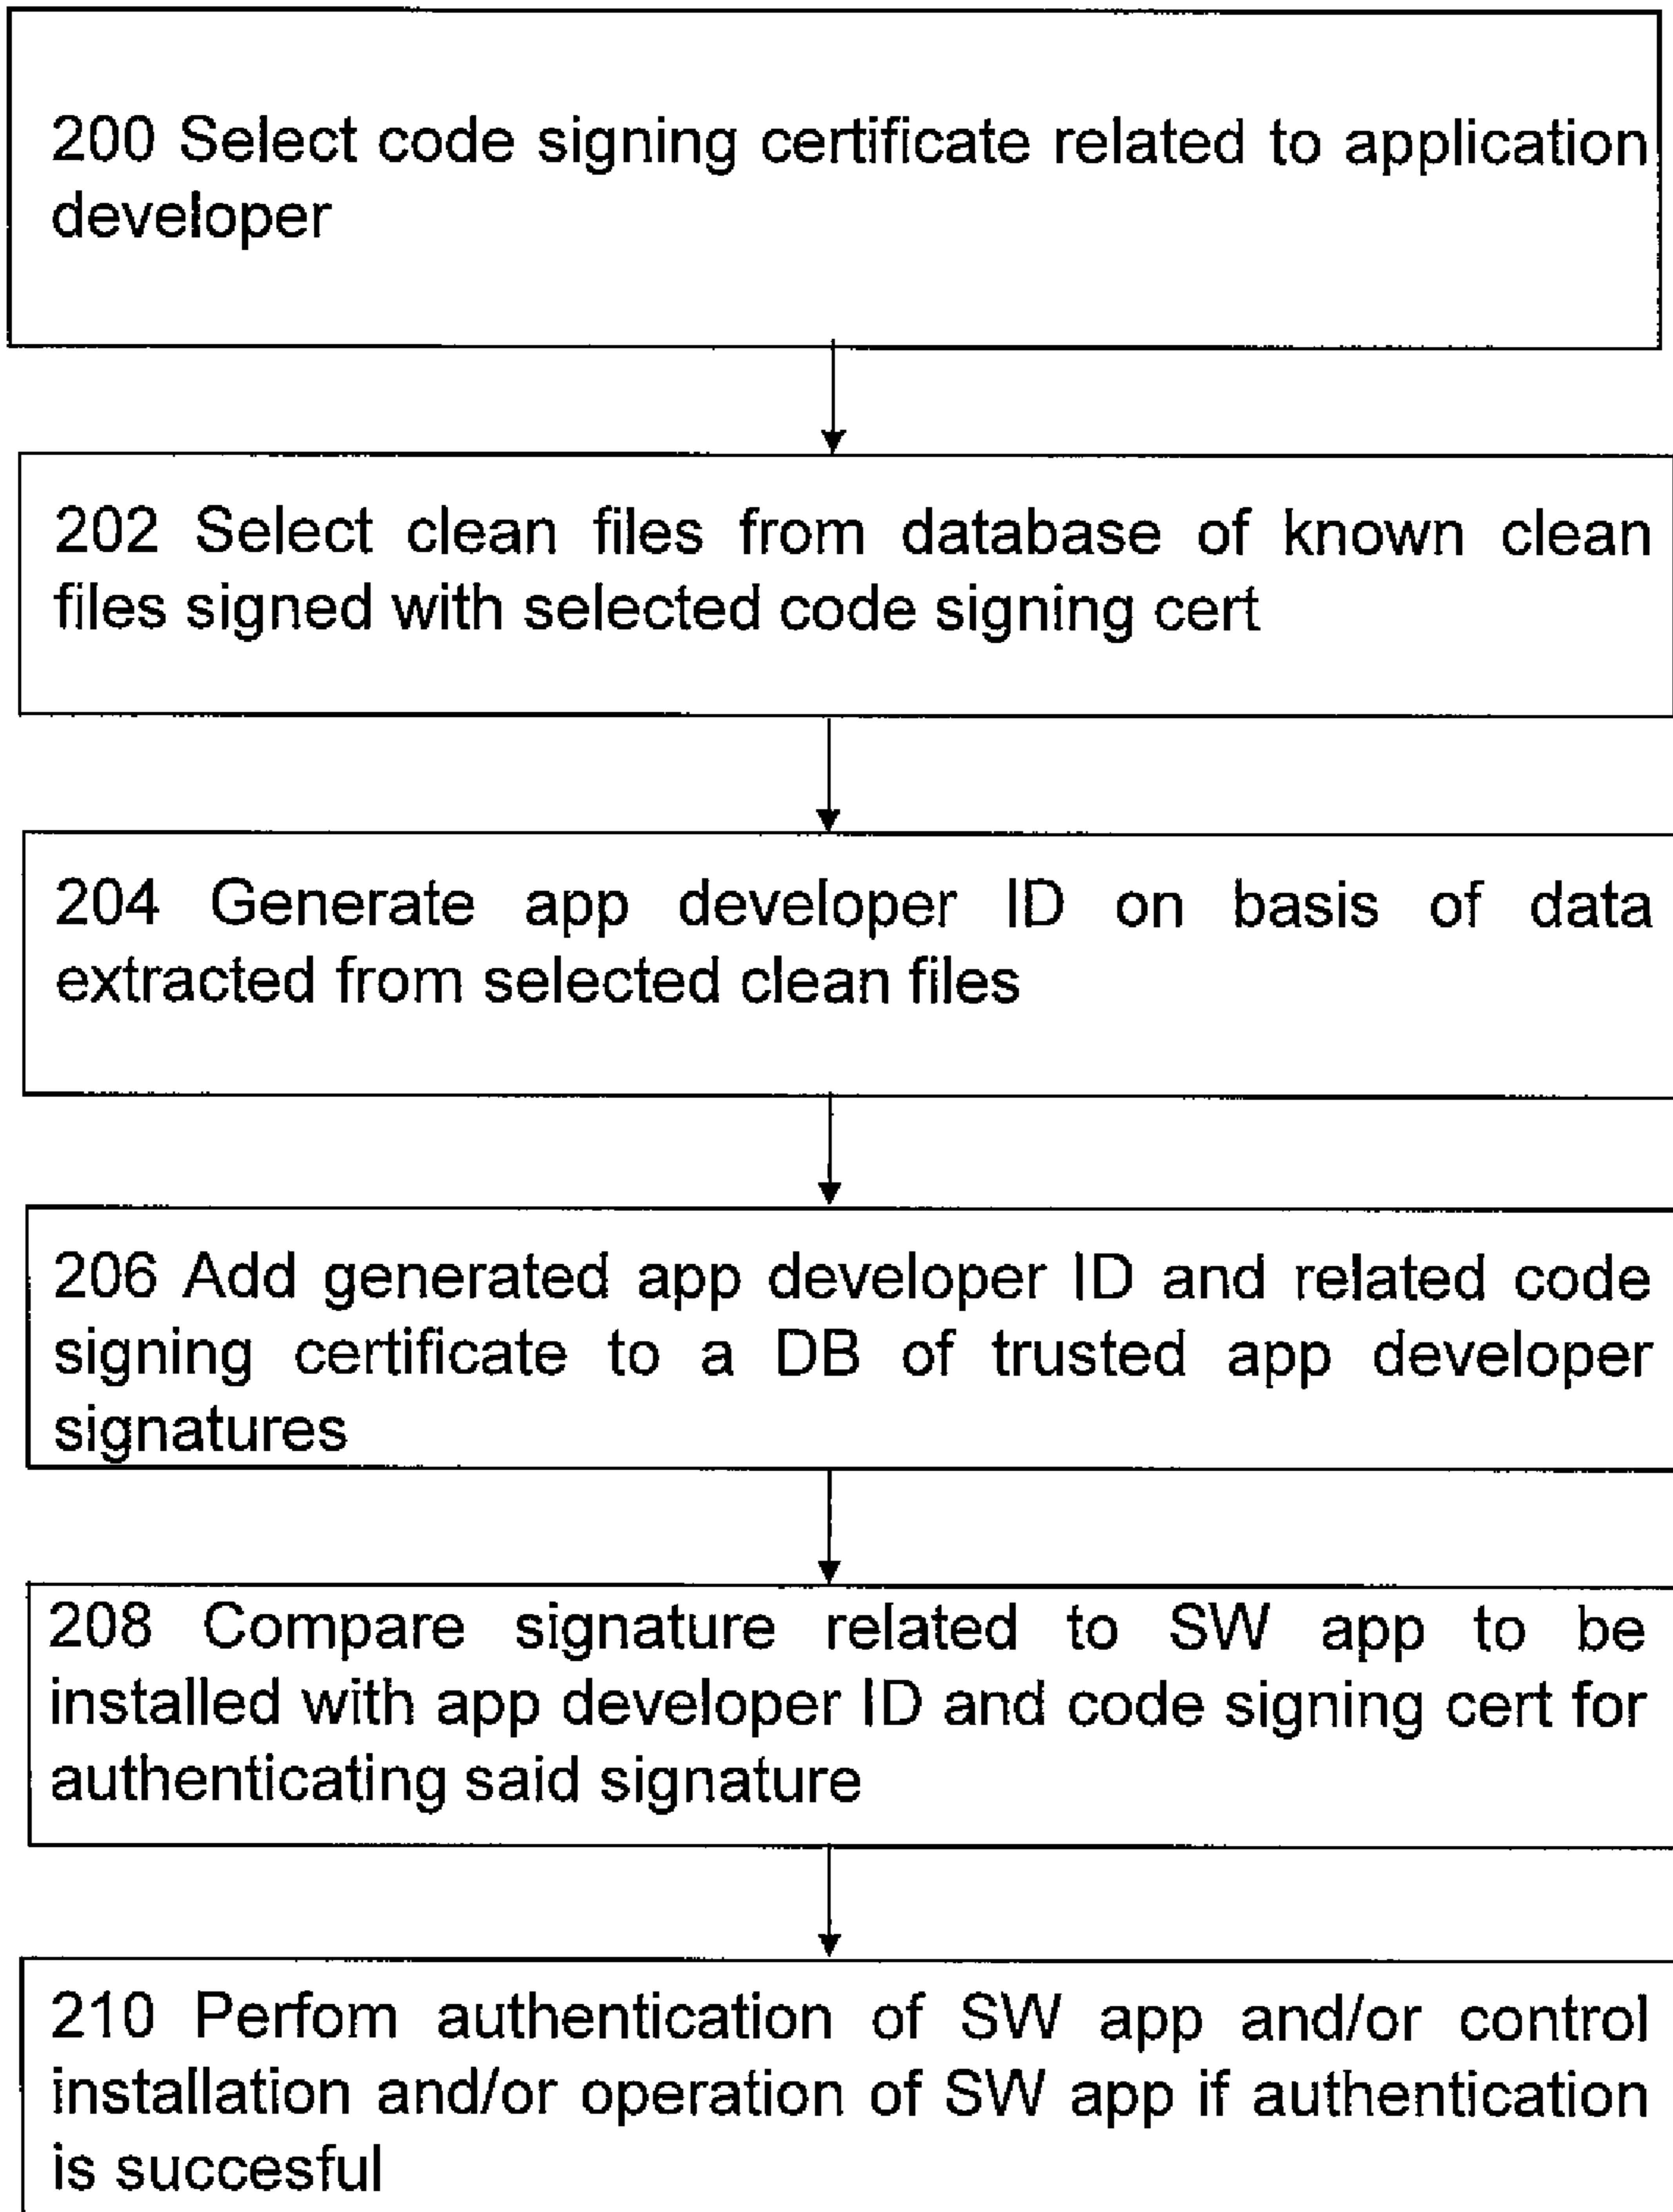 200 Select code signing certificate related to application
developer
202 Select clean files from database of known clean
files signed with selected code signing cert
204 Generate app developer ID on basis of data
extracted from selected clean files
206 Add generated app developer ID and related code
signing certificate to a DB of trusted app developer
signatures
208 Compare signature related to SW app to be
installed with app developer ID and code signing cert for
authenticating said signature
210 Perfom authentication of SW app and/or control
installation and/or operation of SW app if authentication
is succesful